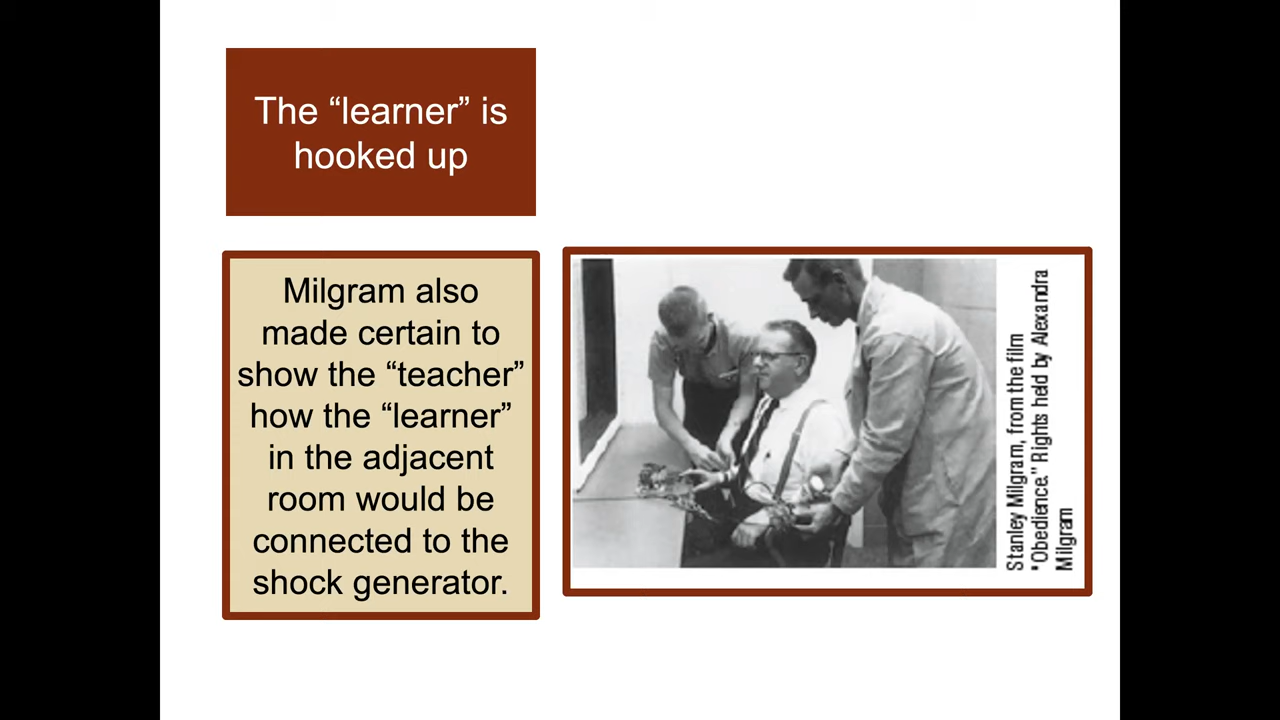 The “learner” is
hooked up
Milgram also
made certain to
show the “teacher”
how the “learner”
in the adjacent
room would be
connected to the
shock generator.
Stanley Milgram, from the film
"Obedience." Rights held by Alexandra
Milgram